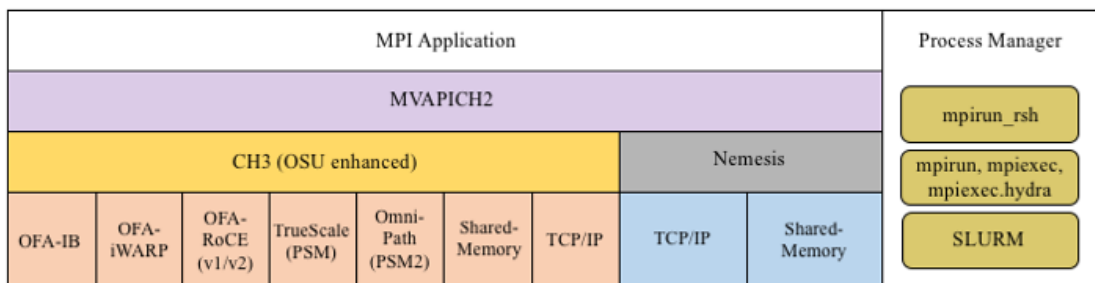 MPI Application
Process Manager
MVAPICH2
mpirun_rsh
CH3 (OSU enhanced)
Nemesis
mpirun, mpiexec,
mpiexec.hydra
OFA-IB
OFA-
iWARP
OFA-
RoCE
(v1/v2)
TrueScale
(PSM)
Omni-
Path
(PSM2)
Shared-
Memory
TCP/IP
TCP/IP
Shared-
Memory
SLURM